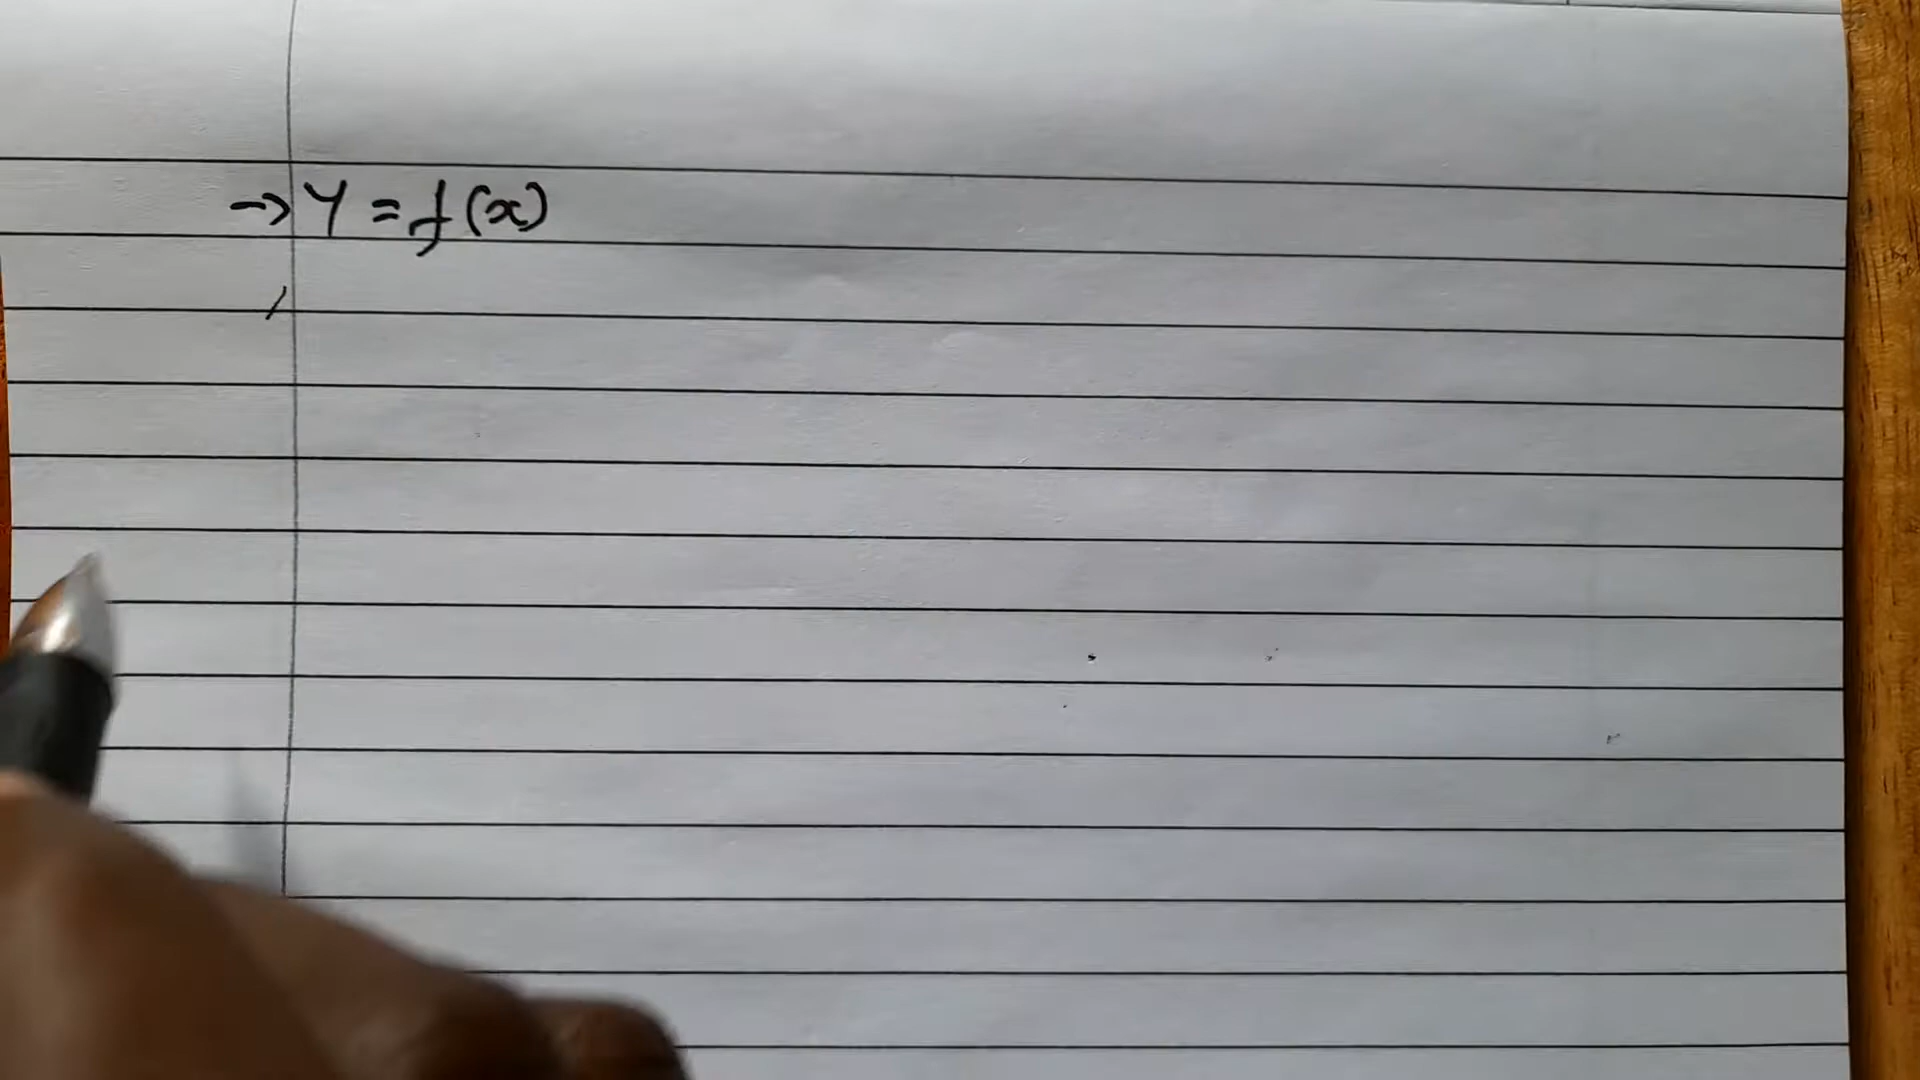 → Y = f(x)